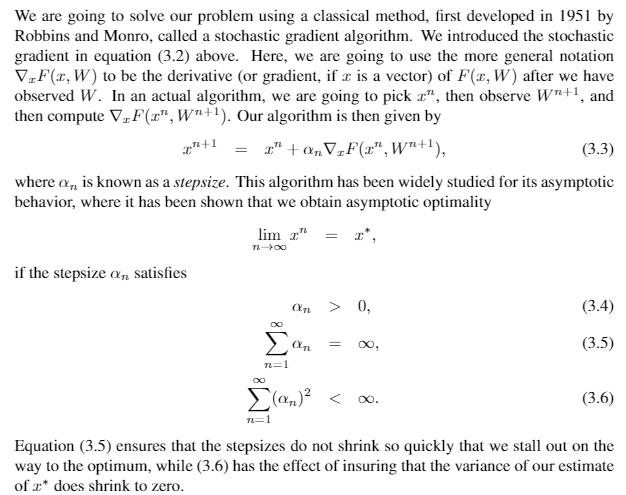 We are going to solve our problem using a classical method, first developed in 1951 by
Robbins and Monro, called a stochastic gradient algorithm. We introduced the stochastic
gradient in equation (3.2) above. Here, we are going to use the more general notation
∇ₓF(x, W) to be the derivative (or gradient, if x is a vector) of F(x, W) after we have
observed W. In an actual algorithm, we are going to pick xⁿ, then observe Wⁿ⁺¹, and
then compute ∇ₓF(xⁿ, Wⁿ⁺¹). Our algorithm is then given by
xⁿ⁺¹ = xⁿ + αₙ∇ₓF(xⁿ, Wⁿ⁺¹), (3.3)
where αₙ is known as a stepsize. This algorithm has been widely studied for its asymptotic
behavior, where it has been shown that we obtain asymptotic optimality
lim n→∞ xⁿ = x*,
if the stepsize αₙ satisfies
αₙ > 0, (3.4)
∞ ∑ n=1 αₙ = ∞, (3.5)
∞ ∑ n=1 (αₙ)² < ∞. (3.6)
Equation (3.5) ensures that the stepsizes do not shrink so quickly that we stall out on the
way to the optimum, while (3.6) has the effect of insuring that the variance of our estimate
of x* does shrink to zero.